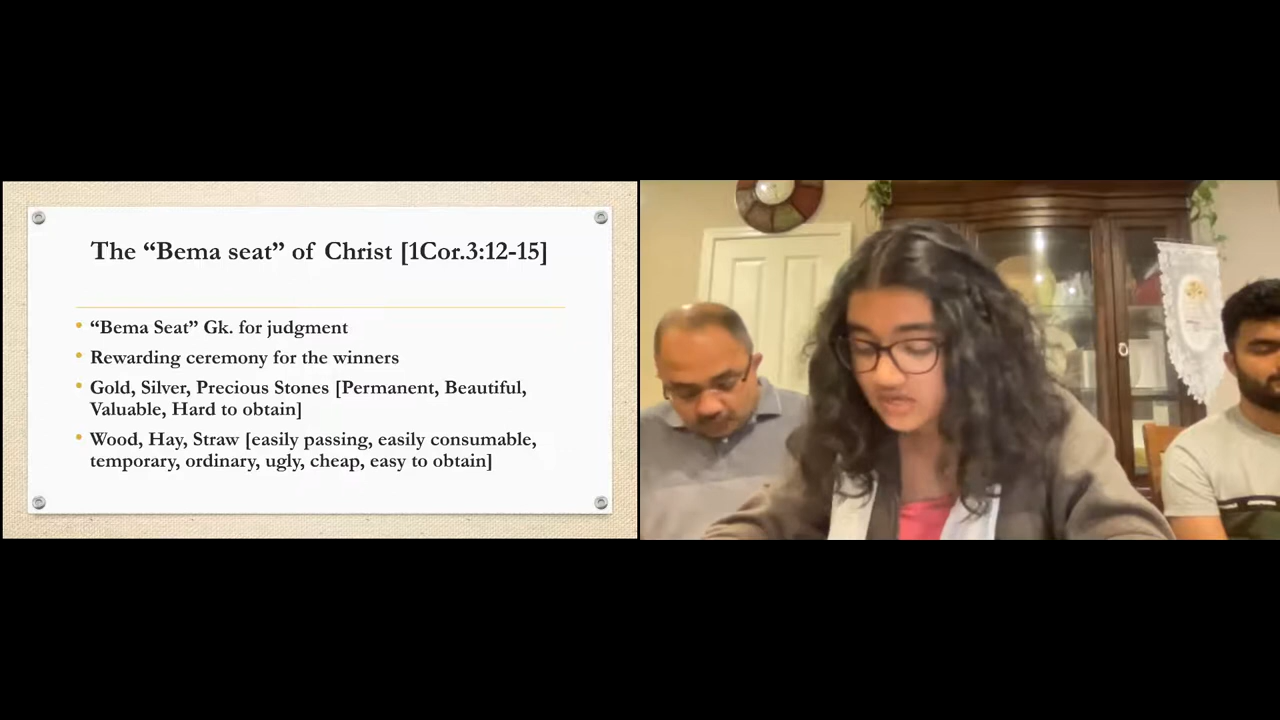 The “Bema seat” of Christ [1Cor.3:12-15]
• “Bema Seat” Gk. for judgment
• Rewarding ceremony for the winners
• Gold, Silver, Precious Stones [Permanent, Beautiful,
Valuable, Hard to obtain]
• Wood, Hay, Straw [easily passing, easily consumable,
temporary, ordinary, ugly, cheap, easy to obtain]